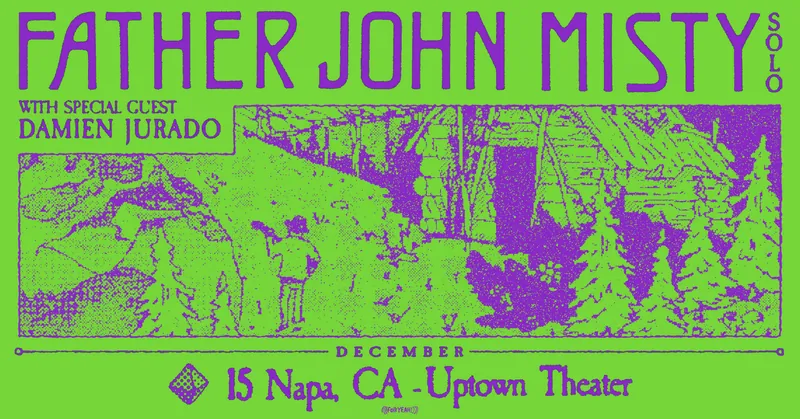 FATHER JOHN MISTY
SOLO
WITH SPECIAL GUEST
DAMIEN JURADO
DECEMBER
15 Napa, CA - Uptown Theater